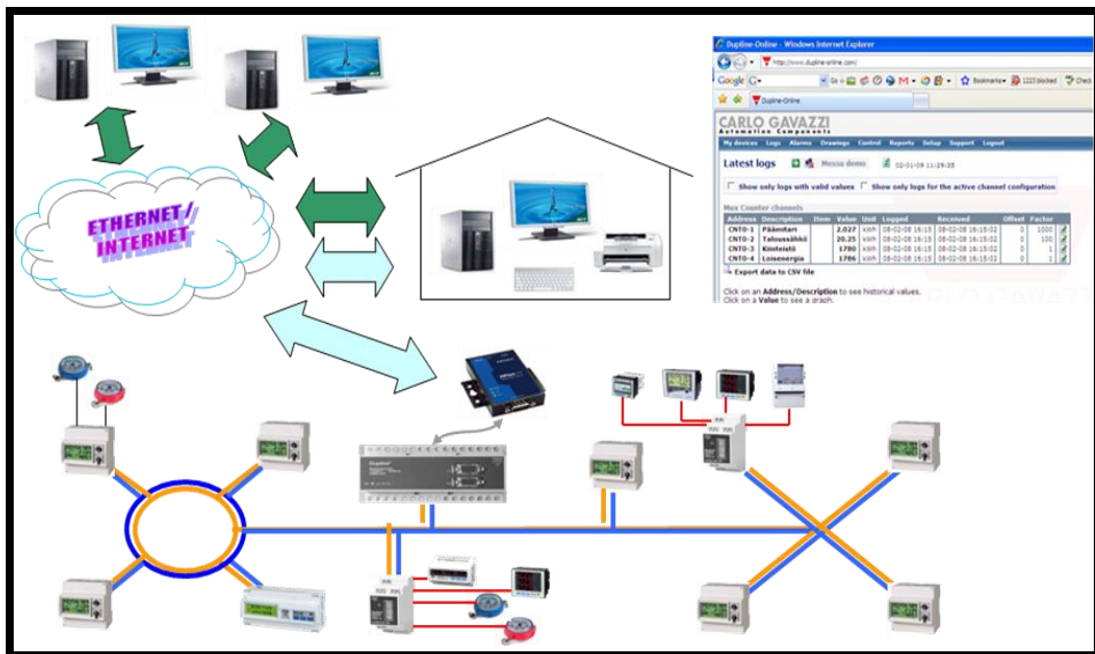 ETHERNET /
INTERNET
Dupline-Online - Windows Internet Explorer
http://www.dupline-online.com/
Google G
Go
Bookmarks
1223 blocked
Check
Dupline-Online
CARLO GAVAZZI
Automation Components
My devices Logs Alarms Drawings Control Reports Setup Support Logout
Latest logs Messu demo 02-01-09 11:29:35
Show only logs with valid values Show only logs for the active channel configuration
Mux Counter channels
Address Description Item Value Unit Logged Received Offset Factor
CNT0-1 Päämitari 2.027 kWh 08-02-08 16:15 08-02-08 16:15:02 0 1000
CNT0-2 Taloussähkö 20.25 kWh 08-02-08 16:15 08-02-08 16:15:02 0 100
CNT0-3 Kiinteistö 1780 kWh 08-02-08 16:15 08-02-08 16:15:02 0 1
CNT0-4 Loisenergia 1786 kWh 08-02-08 16:15 08-02-08 16:15:02 0 1
Export data to CSV file
Click on an Address/Description to see historical values.
Click on a Value to see a graph.
Dupline